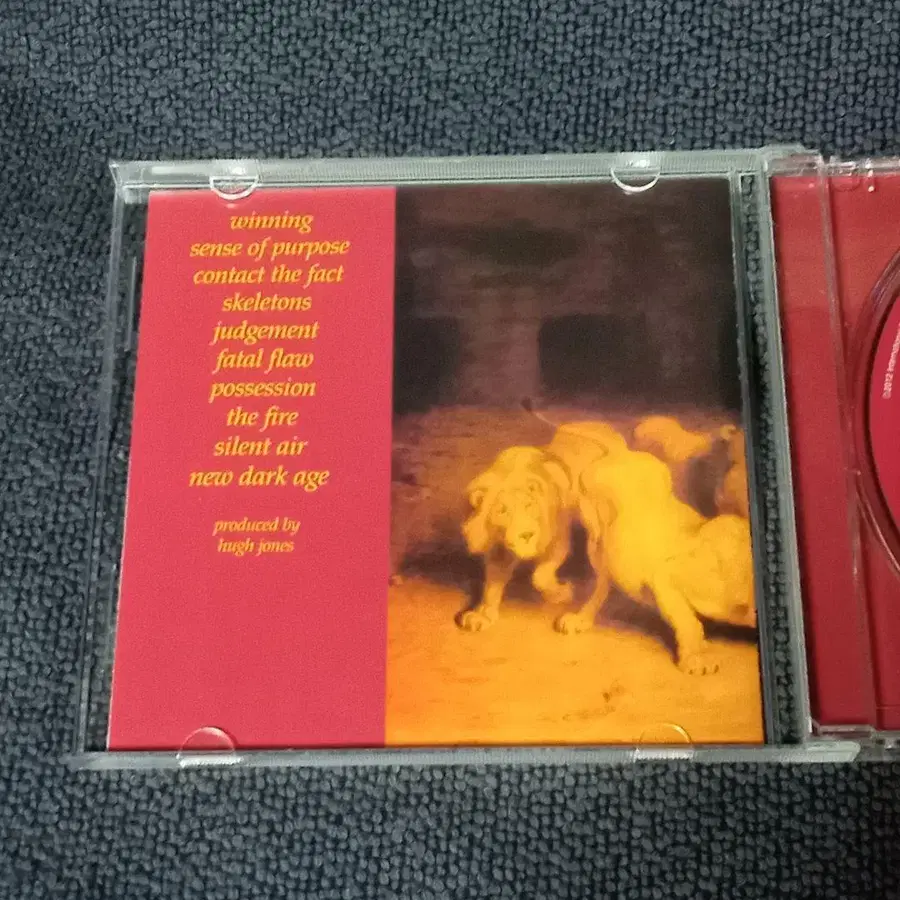 winning
sense of purpose
contact the fact
skeletons
judgement
fatal flaw
possession
the fire
silent air
new dark age
produced by
hugh jones
©2012